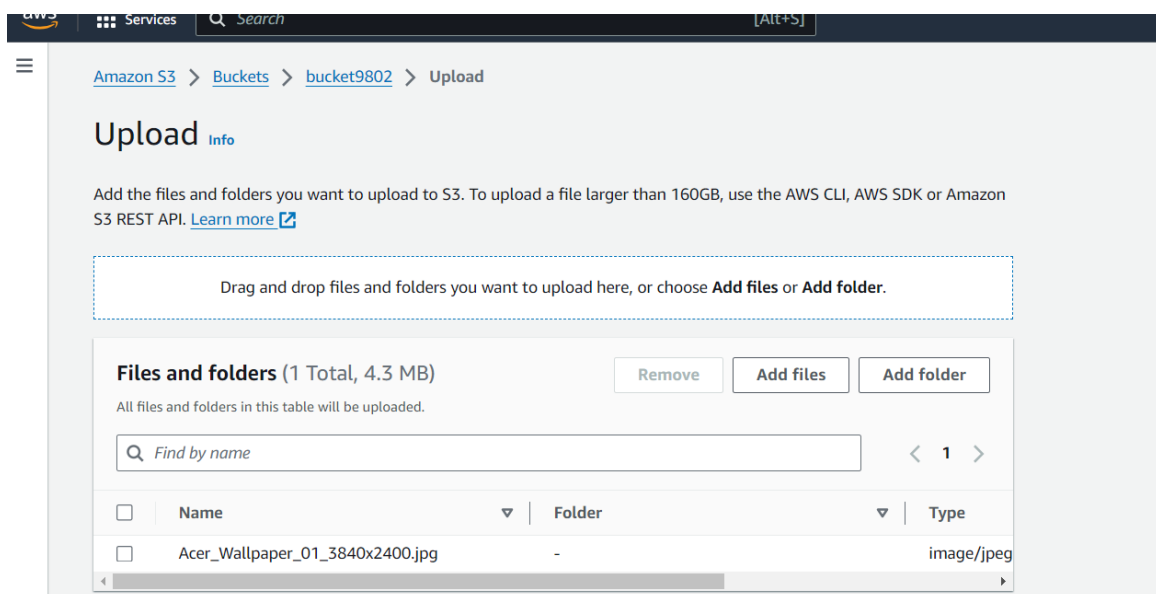 aws Services Search [Alt+S]
Amazon S3 > Buckets > bucket9802 > Upload
Upload Info
Add the files and folders you want to upload to S3. To upload a file larger than 160GB, use the AWS CLI, AWS SDK or Amazon
S3 REST API. Learn more
Drag and drop files and folders you want to upload here, or choose Add files or Add folder.
Files and folders (1 Total, 4.3 MB) Remove Add files Add folder
All files and folders in this table will be uploaded.
Find by name < 1 >
Name Folder Type
Acer_Wallpaper_01_3840x2400.jpg - image/jpeg